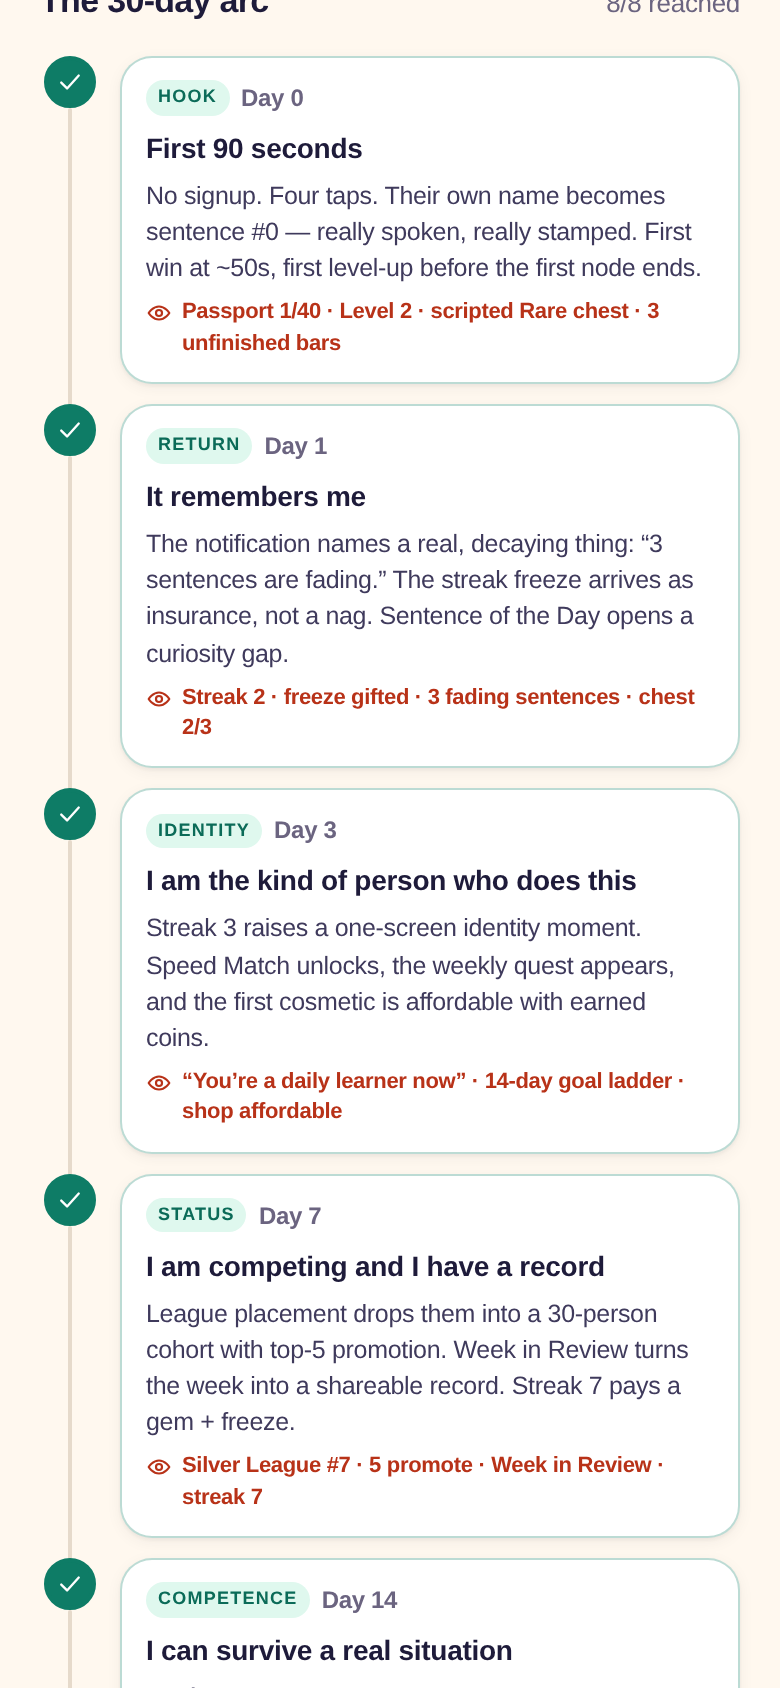 The 30-day arc
8/8 reached
HOOK Day 0
First 90 seconds
No signup. Four taps. Their own name becomes
sentence #0 — really spoken, really stamped. First
win at ~50s, first level-up before the first node ends.
Passport 1/40 · Level 2 · scripted Rare chest · 3
unfinished bars
RETURN Day 1
It remembers me
The notification names a real, decaying thing: “3
sentences are fading.” The streak freeze arrives as
insurance, not a nag. Sentence of the Day opens a
curiosity gap.
Streak 2 · freeze gifted · 3 fading sentences · chest
2/3
IDENTITY Day 3
I am the kind of person who does this
Streak 3 raises a one-screen identity moment.
Speed Match unlocks, the weekly quest appears,
and the first cosmetic is affordable with earned
coins.
“You’re a daily learner now” · 14-day goal ladder ·
shop affordable
STATUS Day 7
I am competing and I have a record
League placement drops them into a 30-person
cohort with top-5 promotion. Week in Review turns
the week into a shareable record. Streak 7 pays a
gem + freeze.
Silver League #7 · 5 promote · Week in Review ·
streak 7
COMPETENCE Day 14
I can survive a real situation